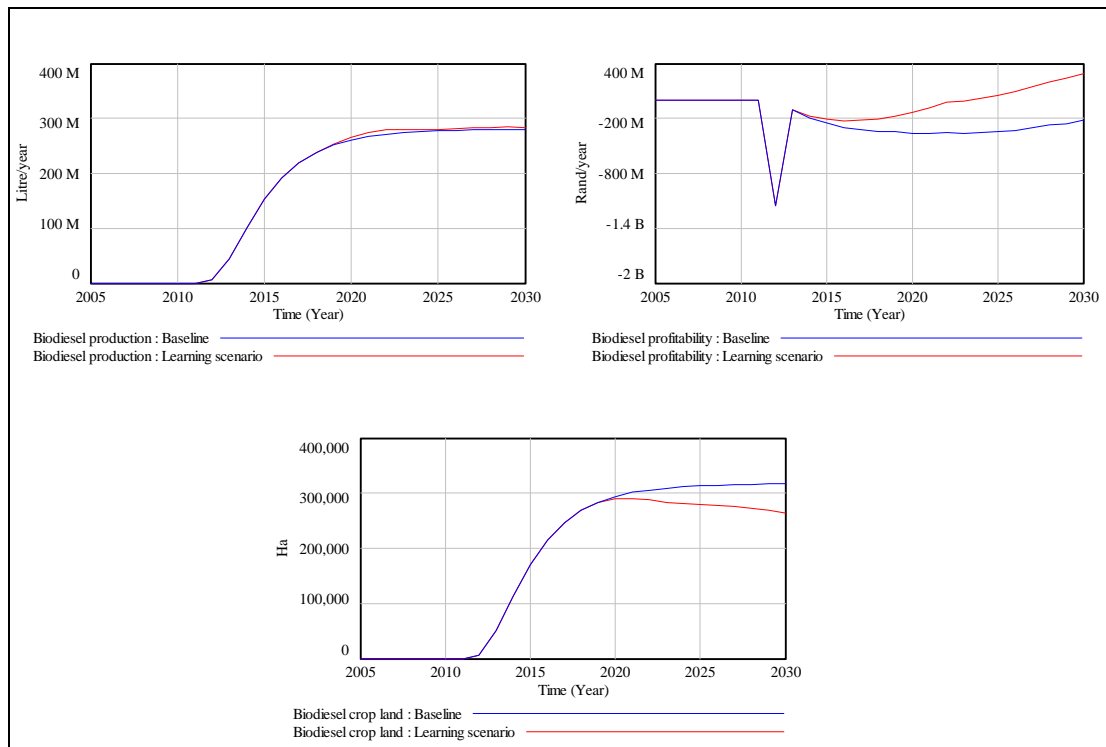 400 M
300 M
200 M
100 M
0
Litre/year
2005 2010 2015 2020 2025 2030
Time (Year)
Biodiesel production : Baseline
Biodiesel production : Learning scenario
400 M
-200 M
-800 M
-1.4 B
-2 B
Rand/year
2005 2010 2015 2020 2025 2030
Time (Year)
Biodiesel profitability : Baseline
Biodiesel profitability : Learning scenario
400,000
300,000
200,000
100,000
0
Ha
2005 2010 2015 2020 2025 2030
Time (Year)
Biodiesel crop land : Baseline
Biodiesel crop land : Learning scenario